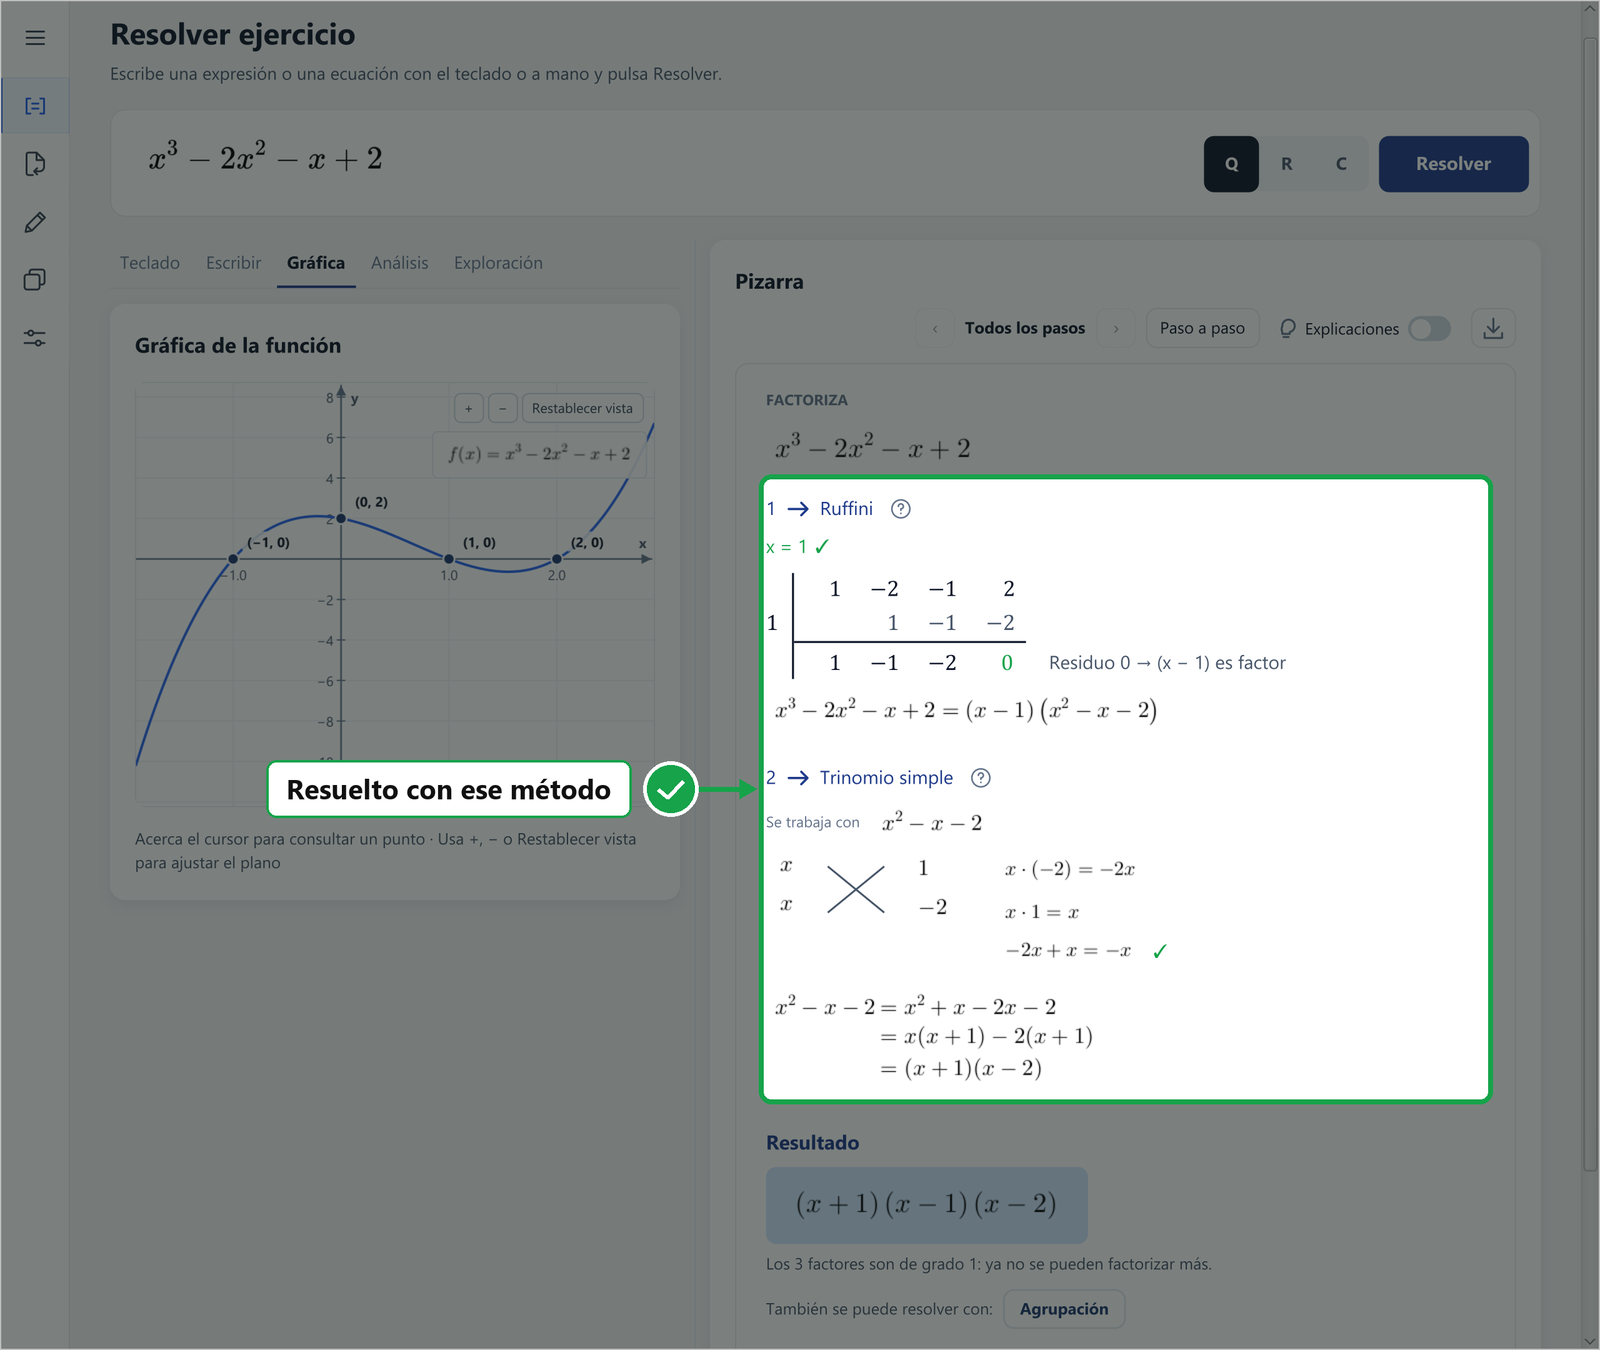 Resolver ejercicio
Escribe una expresión o una ecuación con el teclado o a mano y pulsa Resolver.
x³ − 2x² − x + 2
Q R C Resolver
Teclado Escribir Gráfica Análisis Exploración
Gráfica de la función
+ − Restablecer vista
f(x) = x³ − 2x² − x + 2
y
8
6
4
2
(0, 2)
(−1, 0) (1, 0) (2, 0) x
−1.0 1.0 2.0
−2
−4
−6
−8
Resuelto con ese método
Acerca el cursor para consultar un punto · Usa +, − o Restablecer vista
para ajustar el plano
Pizarra
‹ Todos los pasos › Paso a paso Explicaciones
FACTORIZA
x³ − 2x² − x + 2
1 → Ruffini ?
x = 1 ✓
1 −2 −1 2
1 1 −1 −2
1 −1 −2 0 Residuo 0 → (x − 1) es factor
x³ − 2x² − x + 2 = (x − 1)(x² − x − 2)
2 → Trinomio simple ?
Se trabaja con x² − x − 2
x 1 x · (−2) = −2x
x −2 x · 1 = x
−2x + x = −x ✓
x² − x − 2 = x² + x − 2x − 2
= x(x + 1) − 2(x + 1)
= (x + 1)(x − 2)
Resultado
(x + 1)(x − 1)(x − 2)
Los 3 factores son de grado 1: ya no se pueden factorizar más.
También se puede resolver con: Agrupación